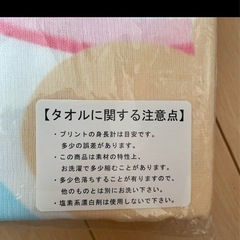 【タオルに関する注意点】
・プリントの身長計は目安です。
多少の誤差があります。
・この商品は素材の特性上、
お洗濯で多少縮むことがあります。
・多少色落ちすることが有りますので、
他のものとは別にお洗い下さい。
・塩素系漂白剤は使用しないで下さい。